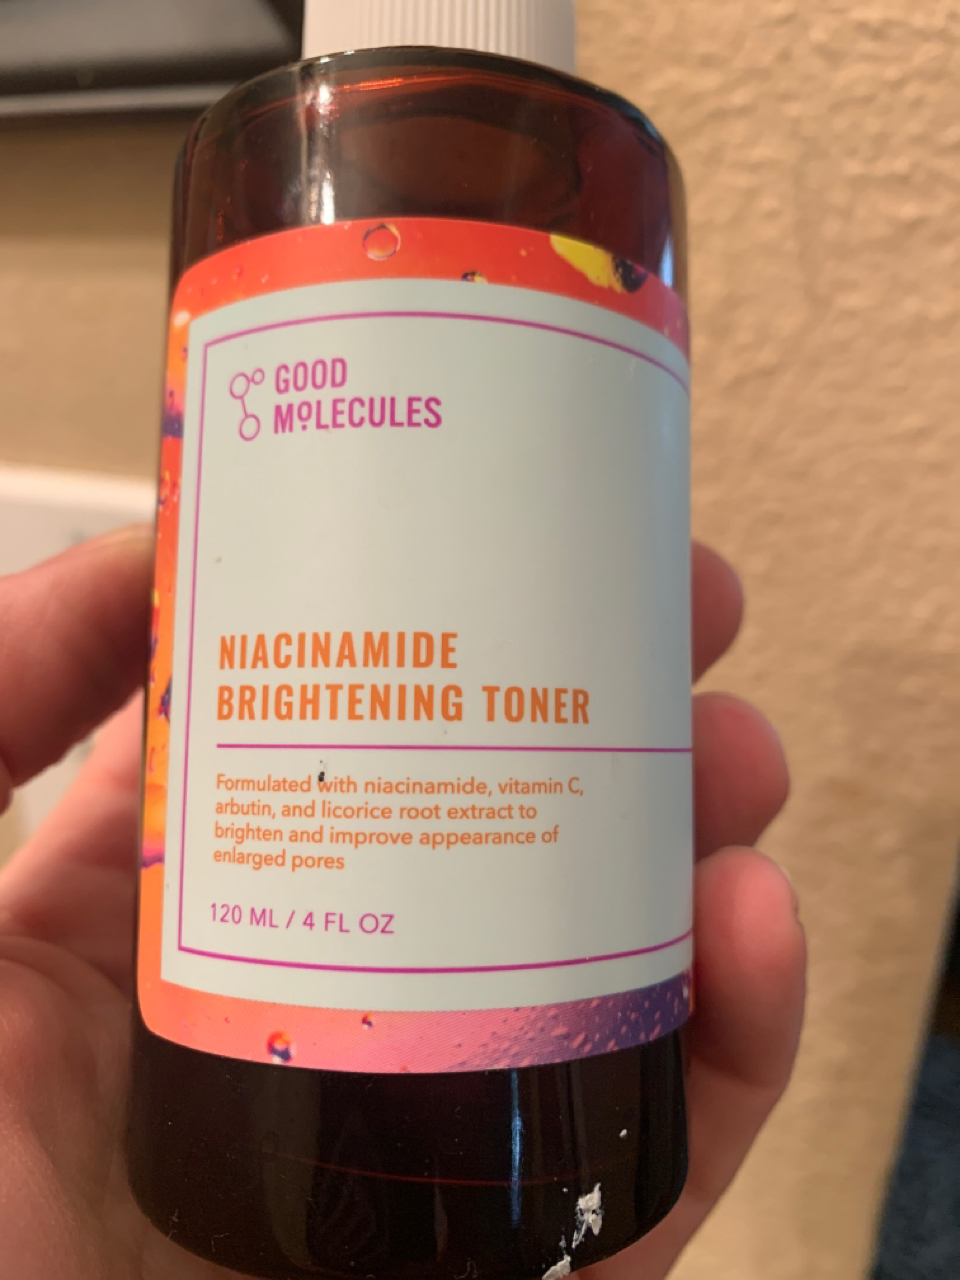 GOOD
MOLECULES
NIACINAMIDE
BRIGHTENING TONER
Formulated with niacinamide, vitamin C,
arbutin, and licorice root extract to
brighten and improve appearance of
enlarged pores
120 ML / 4 FL OZ